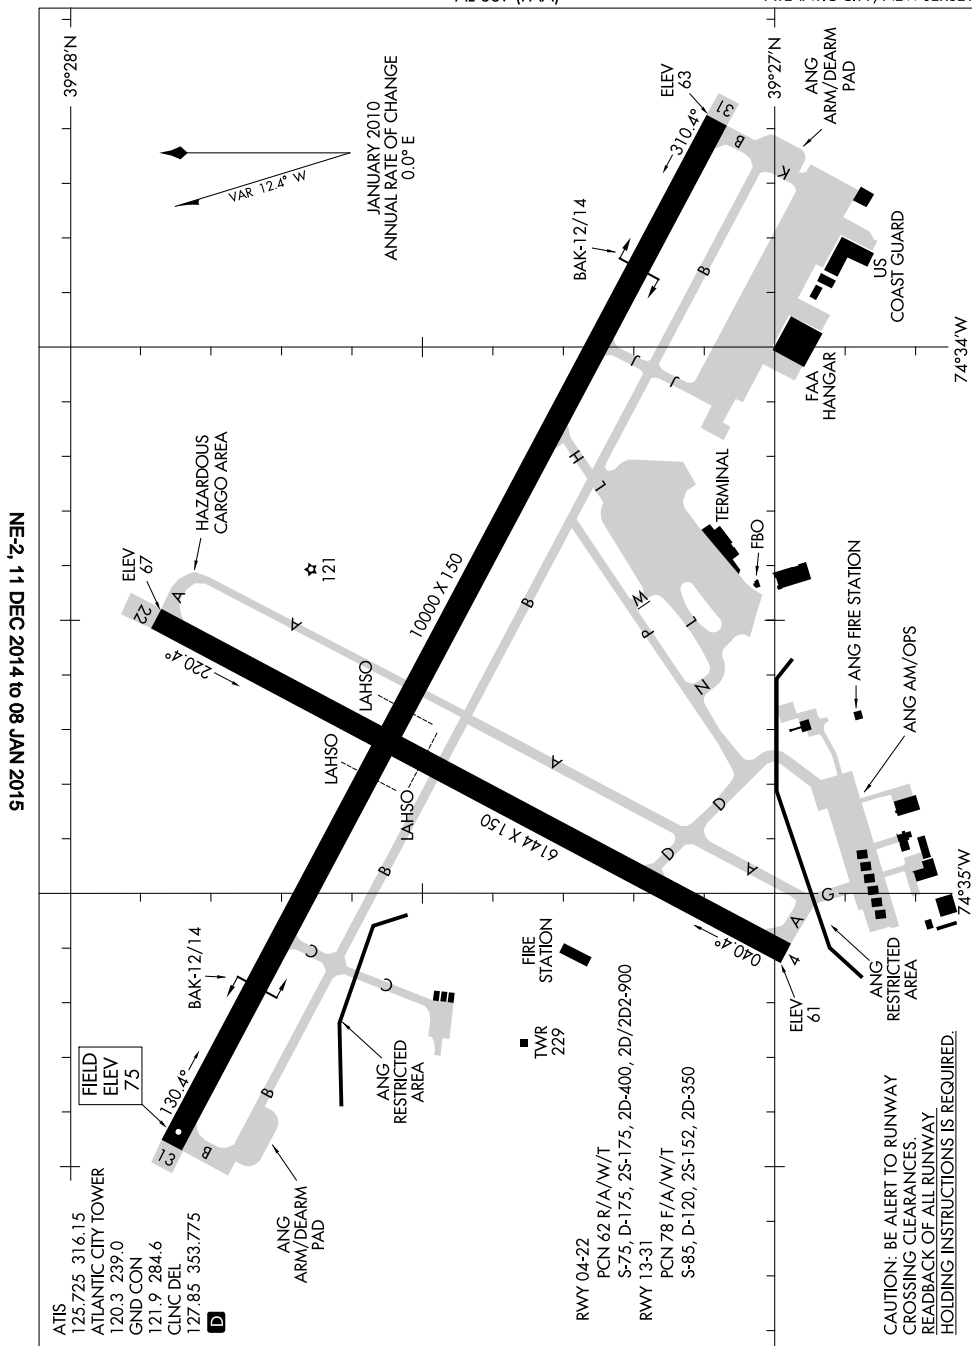 39°28'N
JANUARY 2010
ANNUAL RATE OF CHANGE
0.0° E
VAR 12.4° W
ELEV
63
39°27'N
ANG
ARM/DEARM
PAD
31
310.4°
B
K
BAK-12/14
B
US
COAST GUARD
J
J
FAA
HANGAR
74°34'W
HAZARDOUS
CARGO AREA
H
L
TERMINAL
ELEV
67
121
FBO
22
A
A
10000 X 150
B
M
P
L
N
220.4°
ANG FIRE STATION
LAHSO
LAHSO
LAHSO
ANG AM/OPS
A
D
D
6144 X 150
A
B
G
74°35'W
A
BAK-12/14
C
C
040.4°
4
FIRE
STATION
ANG
RESTRICTED
AREA
ELEV
61
TWR
229
FIELD
ELEV
75
130.4°
B
ANG
RESTRICTED
AREA
13
B
ANG
ARM/DEARM
PAD
ATIS
125.725 316.15
ATLANTIC CITY TOWER
120.3 239.0
GND CON
121.9 284.6
CLNC DEL
127.85 353.775
D
RWY 04-22
PCN 62 R/A/W/T
S-75, D-175, 2S-175, 2D-400, 2D/2D2-900
RWY 13-31
PCN 78 F/A/W/T
S-85, D-120, 2S-152, 2D-350
CAUTION: BE ALERT TO RUNWAY
CROSSING CLEARANCES.
READBACK OF ALL RUNWAY
HOLDING INSTRUCTIONS IS REQUIRED.
NE-2, 11 DEC 2014 to 08 JAN 2015